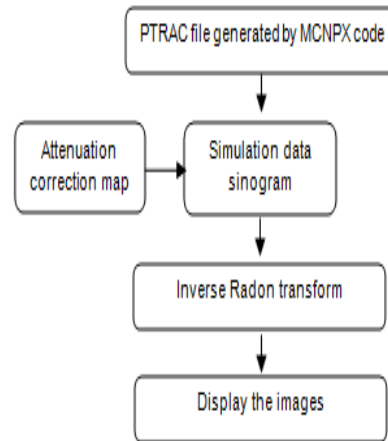 PTRAC file generated by MCNPX code
Attenuation
correction map
Simulation data
sinogram
Inverse Radon transform
Display the images